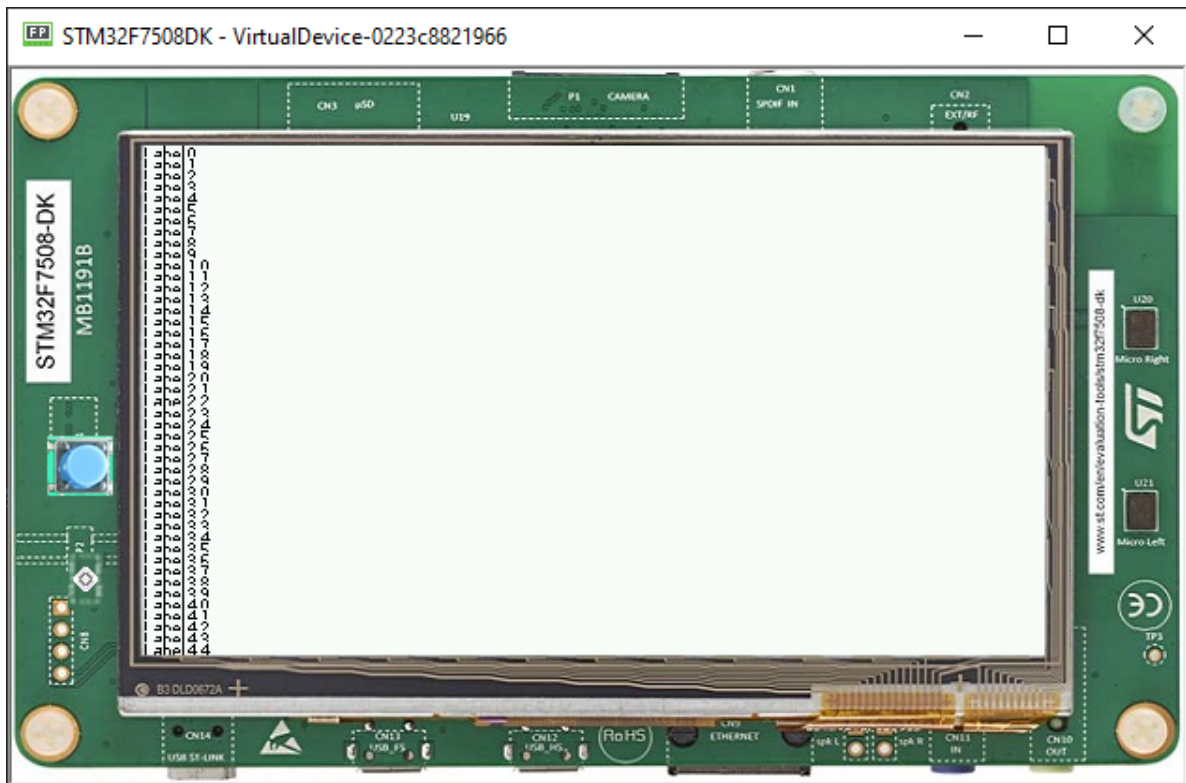 STM32F7508DK - VirtualDevice-0223c8821966
CN3 µSD
U19
P1 CAMERA
CN1
SPDIF IN
CN2
EXT/RF
STM32F7508-DK
MB1191B
Label0
Label1
Label2
Label3
Label4
Label5
Label6
Label7
Label8
Label9
Label10
Label11
Label12
Label13
Label14
Label15
Label16
Label17
Label18
Label19
Label20
Label21
Label22
Label23
Label24
Label25
Label26
Label27
Label28
Label29
Label30
Label31
Label32
Label33
Label34
Label35
Label36
Label37
Label38
Label39
Label40
Label41
Label42
Label43
Label44
www.st.com/en/evaluation-tools/stm32f7508-dk
U20
Micro Right
ST
U21
Micro Left
CE
TP3
P2
CN8
B3 DLD0672A
CN14
USB ST-LINK
CN13
USB_FS
CN12
USB_HS
RoHS
CN9
ETHERNET
spk L
spk R
CN11
IN
CN10
OUT